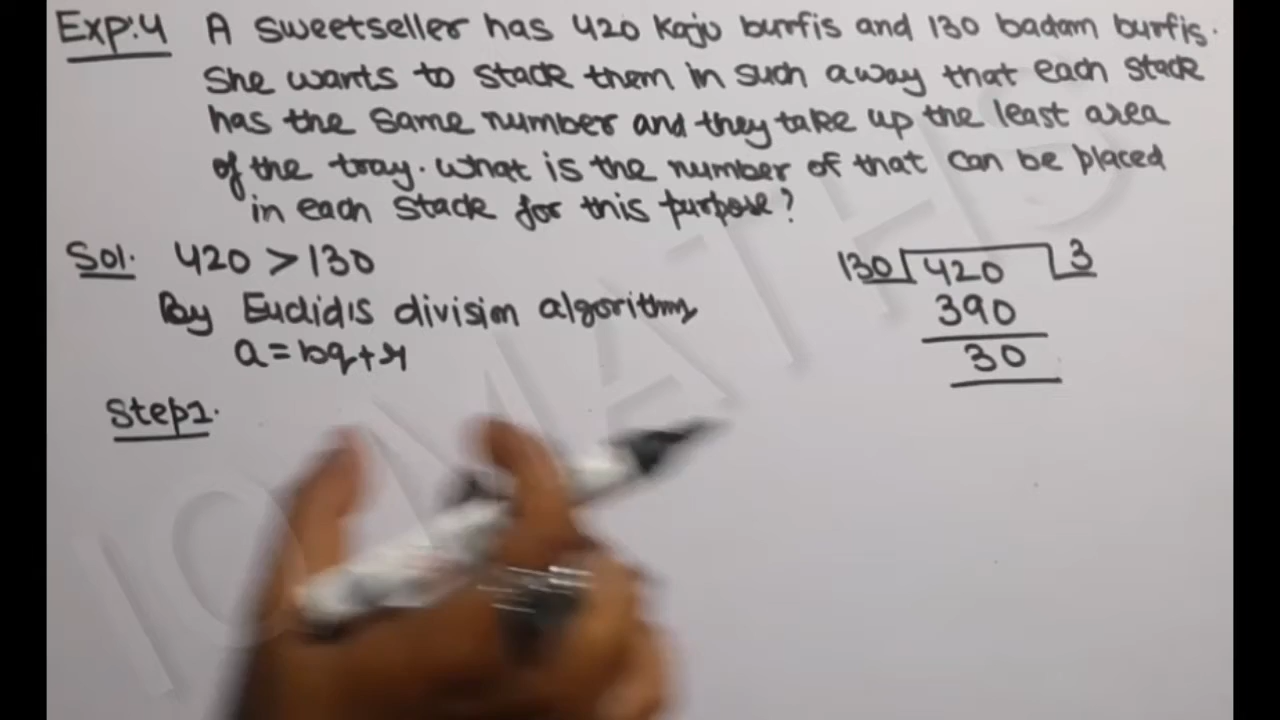 Exp:4 A sweetseller has 420 Kaju burfis and 130 badam burfis.
She wants to stack them in such a way that each stack
has the same number and they take up the least area
of the tray. What is the number of that can be placed
in each stack for this purpose?
Sol. 420 > 130
By Euclid's division algorithm
a = bq + r
Step1.
130 420 3
390
30
IQ MATHS